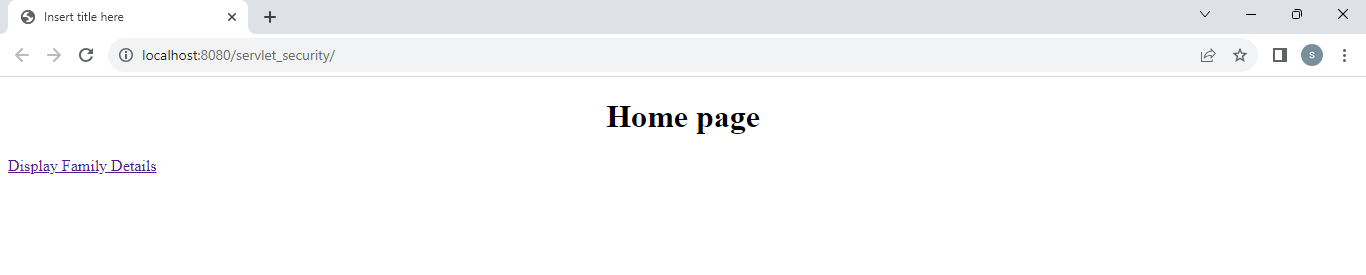 Insert title here
localhost:8080/servlet_security/
S
Home page
Display Family Details